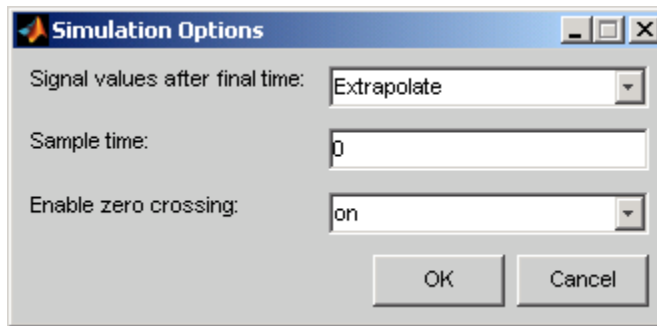 Simulation Options
Signal values after final time: Extrapolate
Sample time: 0
Enable zero crossing: on
OK Cancel